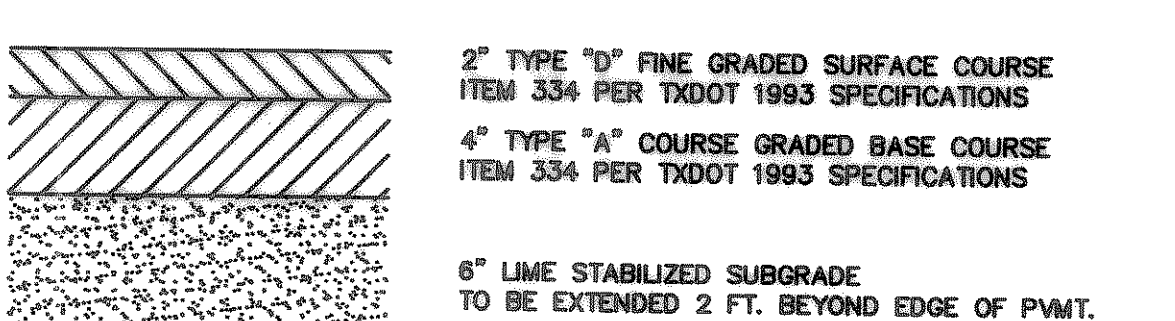 2" TYPE "D" FINE GRADED SURFACE COURSE
ITEM 334 PER TXDOT 1993 SPECIFICATIONS
4" TYPE "A" COURSE GRADED BASE COURSE
ITEM 334 PER TXDOT 1993 SPECIFICATIONS
6" LIME STABILIZED SUBGRADE
TO BE EXTENDED 2 FT. BEYOND EDGE OF PVMT.